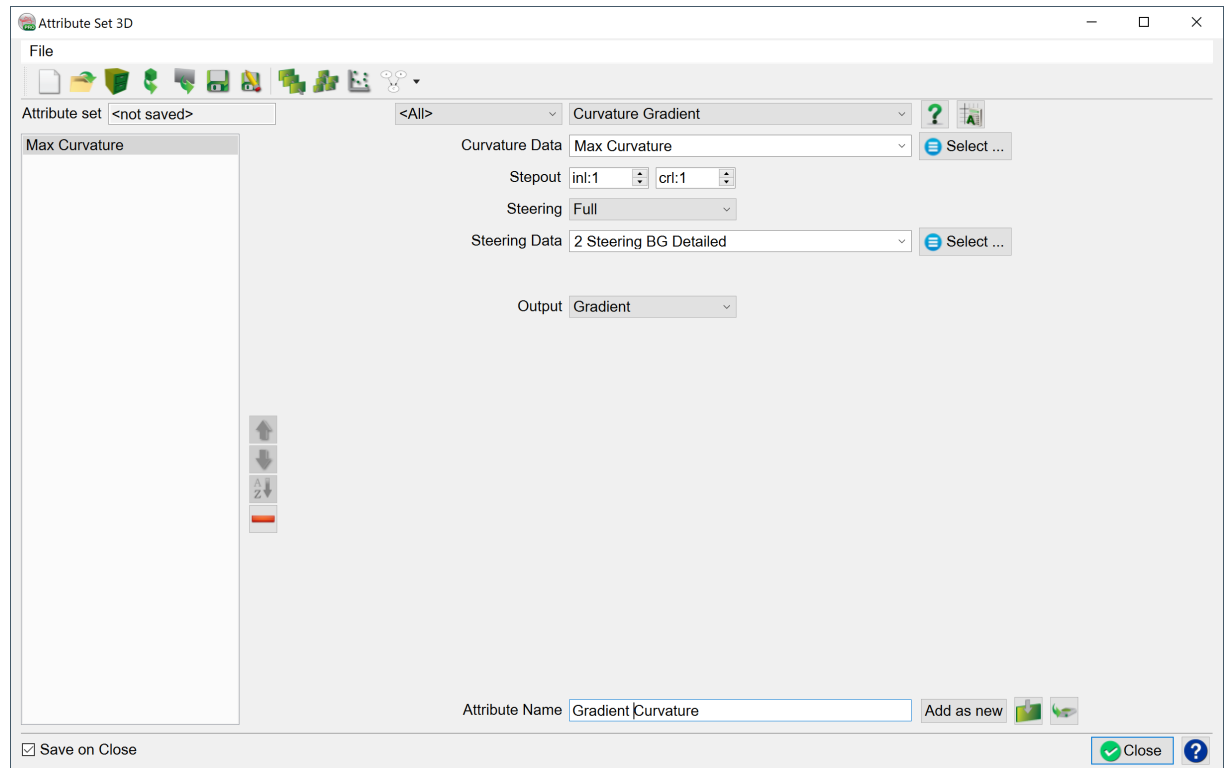 Attribute Set 3D
File
Attribute set <not saved> <All> Curvature Gradient
Max Curvature
Curvature Data Max Curvature Select ...
Stepout inl:1 crl:1
Steering Full
Steering Data 2 Steering BG Detailed Select ...
Output Gradient
A
Z
Attribute Name Gradient Curvature Add as new
Save on Close Close